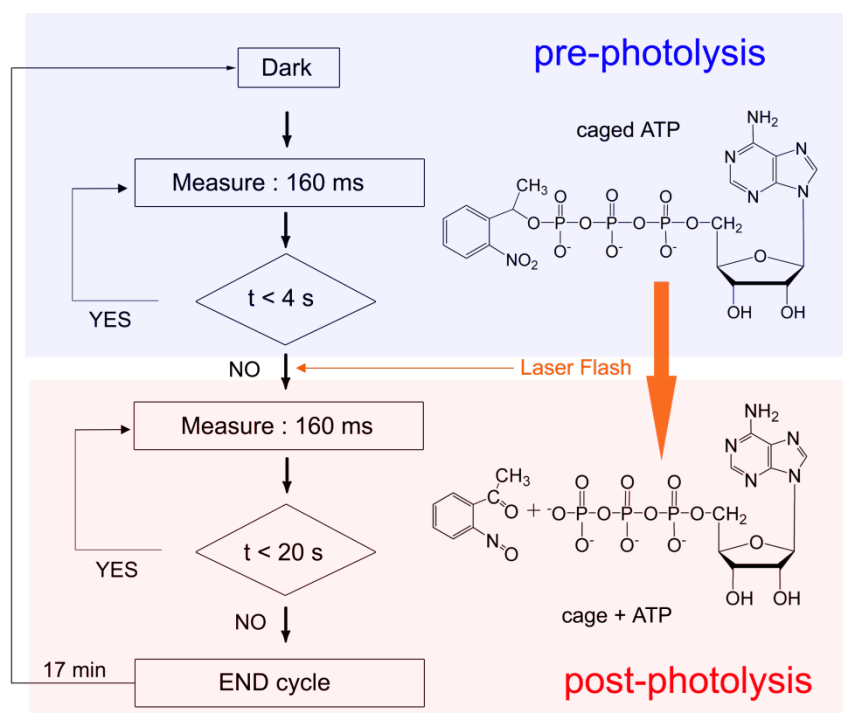 pre-photolysis
Dark
caged ATP
NH2
N
N
N
N
Measure : 160 ms
CH3
O
O
O
O
P
O
P
O
P
O
CH2
O
NO2
O-
O-
O-
t < 4 s
OH
OH
YES
NO
Laser Flash
Measure : 160 ms
NH2
N
N
N
N
CH3
C
O
+
O
O
O
-O
P
O
P
O
P
O
CH2
O
N
O
O-
O-
O-
t < 20 s
OH
OH
YES
NO
cage + ATP
17 min
END cycle
post-photolysis